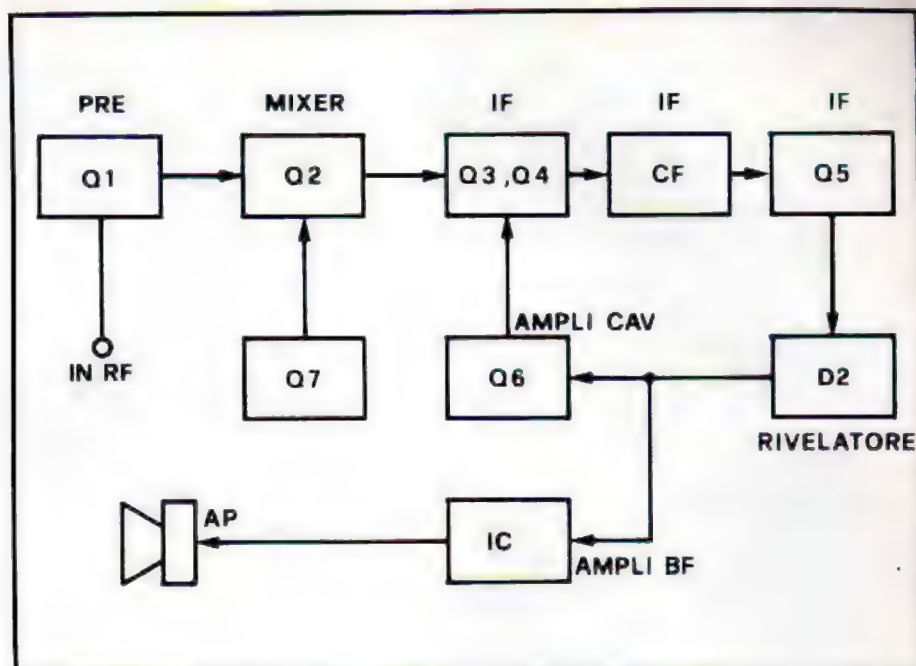 PRE MIXER IF IF IF
Q1 Q2 Q3,Q4 CF Q5
AMPLI CAV
IN RF Q7 Q6 D2
RIVELATORE
AP IC
AMPLI BF